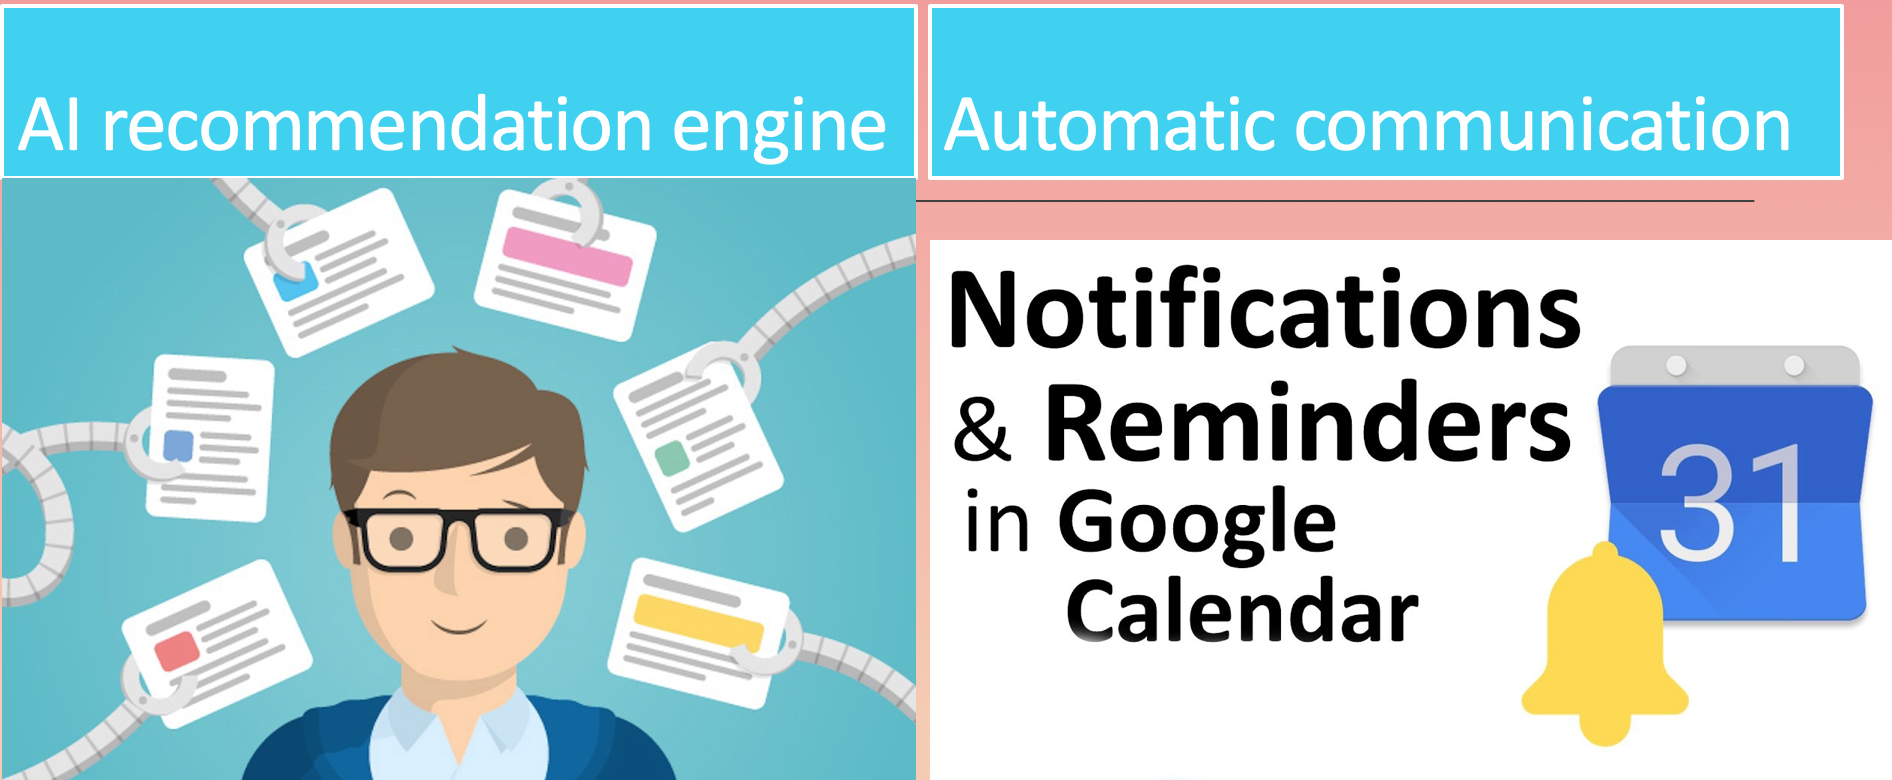 AI recommendation engine
Automatic communication
Notifications
& Reminders
in Google
Calendar
31